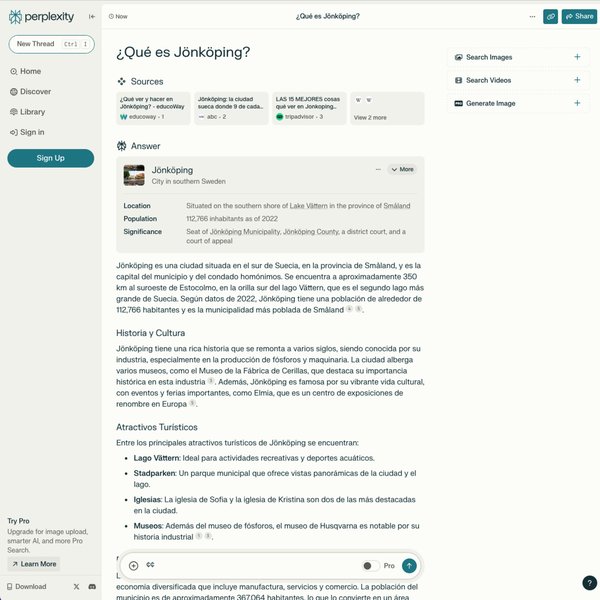 perplexity
Now
¿Qué es Jönköping?
Share
New Thread Ctrl I
Home
Discover
Library
Sign in
Sign Up
¿Qué es Jönköping?
Sources
¿Qué ver y hacer en
Jönköping? - educoWay
educoway · 1
Jönköping: la ciudad
sueca donde 9 de cada...
abc · 2
LAS 15 MEJORES cosas
qué ver en Jonkoping...
tripadvisor · 3
View 2 more
Search Images
Search Videos
Generate Image
Answer
Jönköping
City in southern Sweden
More
Location Situated on the southern shore of Lake Vättern in the province of Småland
Population 112,766 inhabitants as of 2022
Significance Seat of Jönköping Municipality, Jönköping County, a district court, and a
court of appeal
Jönköping es una ciudad situada en el sur de Suecia, en la provincia de Småland, y es la
capital del municipio y del condado homónimos. Se encuentra a aproximadamente 350
km al suroeste de Estocolmo, en la orilla sur del lago Vättern, que es el segundo lago más
grande de Suecia. Según datos de 2022, Jönköping tiene una población de alrededor de
112,766 habitantes y es la municipalidad más poblada de Småland
Historia y Cultura
Jönköping tiene una rica historia que se remonta a varios siglos, siendo conocida por su
industria, especialmente en la producción de fósforos y maquinaria. La ciudad alberga
varios museos, como el Museo de la Fábrica de Cerillas, que destaca su importancia
histórica en esta industria . Además, Jönköping es famosa por su vibrante vida cultural,
con eventos y ferias importantes, como Elmia, que es un centro de exposiciones de
renombre en Europa .
Atractivos Turísticos
Entre los principales atractivos turísticos de Jönköping se encuentran:
• Lago Vättern: Ideal para actividades recreativas y deportes acuáticos.
• Stadparken: Un parque municipal que ofrece vistas panorámicas de la ciudad y el
lago.
• Iglesias: La iglesia de Sofia y la iglesia de Kristina son dos de las más destacadas
en la ciudad.
• Museos: Además del museo de fósforos, el museo de Husqvarna es notable por su
historia industrial
Pro
economía diversificada que incluye manufactura, servicios y comercio. La población del
municipio es de aproximadamente 367,064 habitantes, lo que lo convierte en un área
Try Pro
Upgrade for image upload,
smarter AI, and more Pro
Search.
Learn More
Download
?